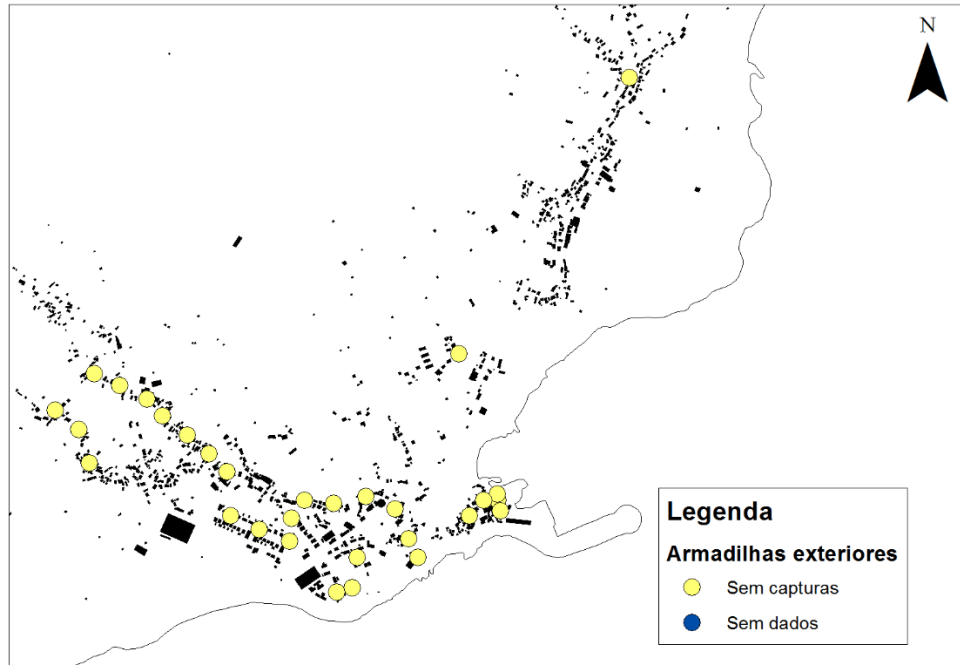 N
Legenda
Armadilhas exteriores
Sem capturas
Sem dados